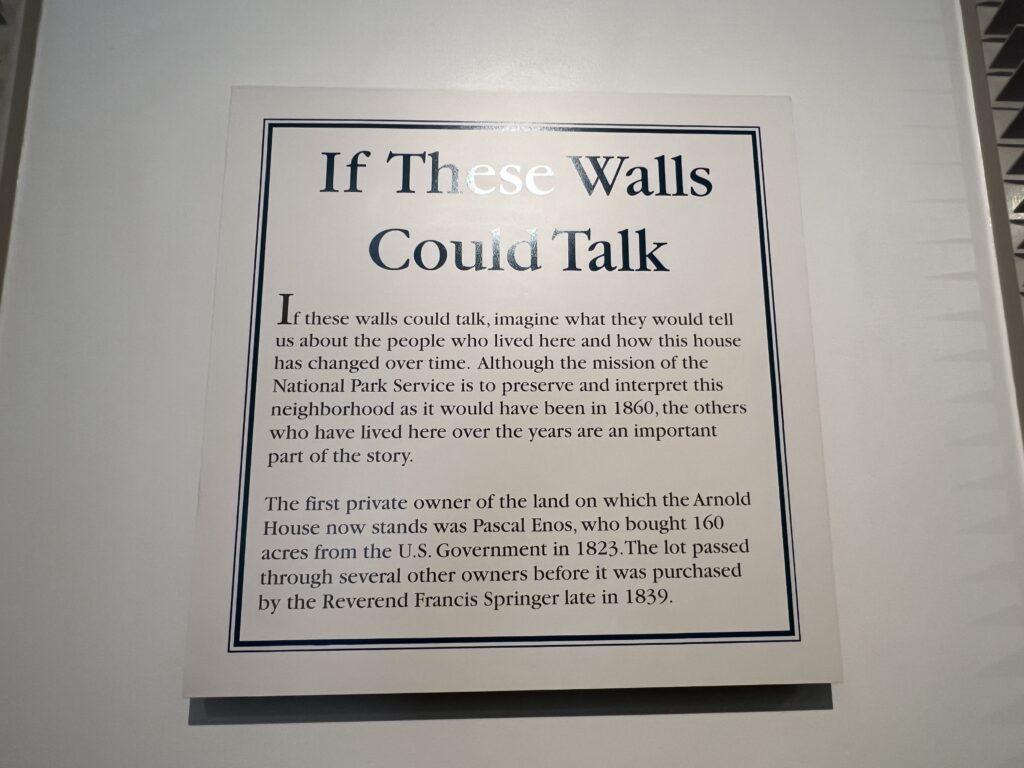 If These Walls
Could Talk
If these walls could talk, imagine what they would tell
us about the people who lived here and how this house
has changed over time. Although the mission of the
National Park Service is to preserve and interpret this
neighborhood as it would have been in 1860, the others
who have lived here over the years are an important
part of the story.
The first private owner of the land on which the Arnold
House now stands was Pascal Enos, who bought 160
acres from the U.S. Government in 1823. The lot passed
through several other owners before it was purchased
by the Reverend Francis Springer late in 1839.